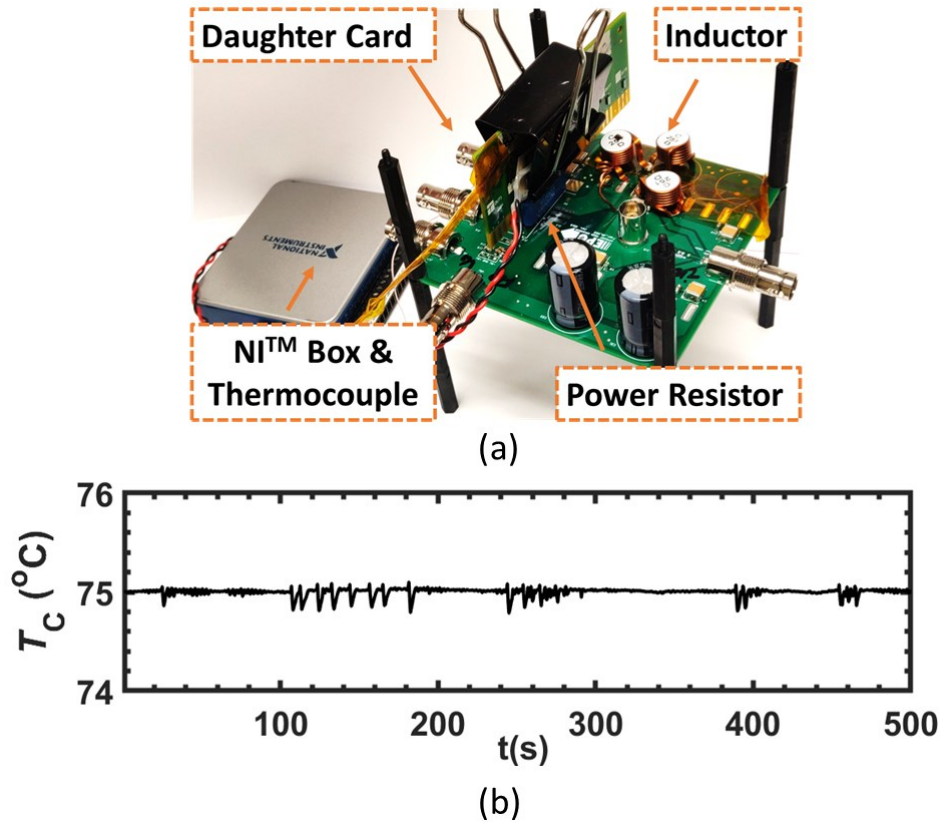 Daughter Card
Inductor
NATIONAL
INSTRUMENTS
NI™ Box &
Thermocouple
Power Resistor
(a)
76
75
74
T_C (°C)
100
200
300
400
500
t(s)
(b)